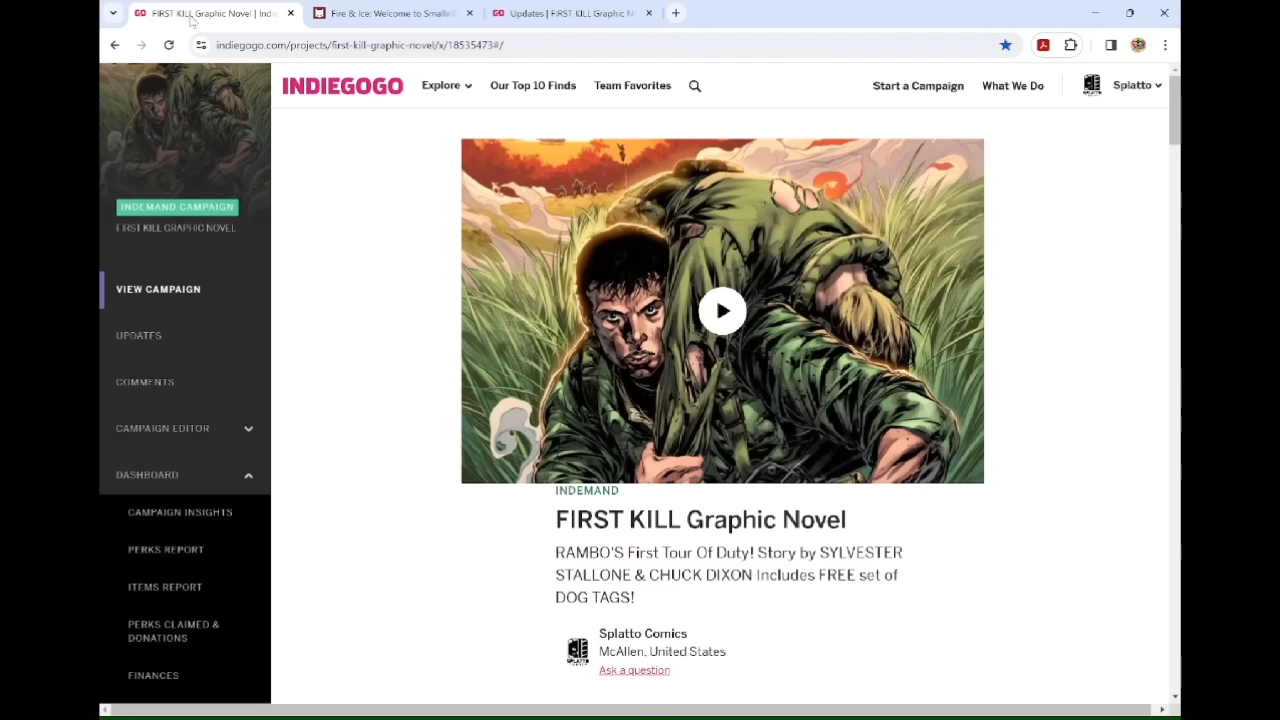 FIRST KILL Graphic Novel | Indie
Fire & Ice: Welcome to Smalle
Updates | FIRST KILL Graphic N
indiegogo.com/projects/first-kill-graphic-novel/x/18535473#/
INDIEGOGO
Explore
Our Top 10 Finds
Team Favorites
Start a Campaign
What We Do
SPLATTO
Splatto
INDEMAND CAMPAIGN
FIRST KILL GRAPHIC NOVEL
VIEW CAMPAIGN
UPDATES
COMMENTS
CAMPAIGN EDITOR
DASHBOARD
CAMPAIGN INSIGHTS
PERKS REPORT
ITEMS REPORT
PERKS CLAIMED &
DONATIONS
FINANCES
INDEMAND
FIRST KILL Graphic Novel
RAMBO'S First Tour Of Duty! Story by SYLVESTER
STALLONE & CHUCK DIXON Includes FREE set of
DOG TAGS!
SPLATTO
Splatto Comics
McAllen, United States
Ask a question